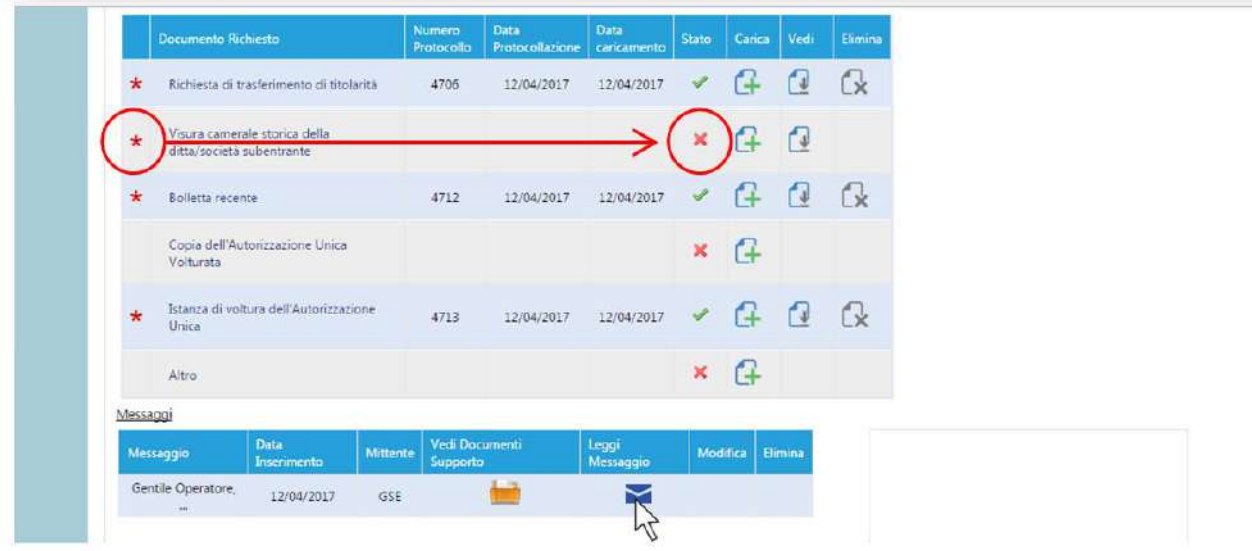 Documento Richiesto Numero Protocollo Data Protocollazione Data caricamento Stato Carica Vedi Elimina
* Richiesta di trasferimento di titolarità 4706 12/04/2017 12/04/2017
* Visura camerale storica della
ditta/società subentrante
* Bolletta recente 4712 12/04/2017 12/04/2017
Copia dell'Autorizzazione Unica
Volturata
* Istanza di voltura dell'Autorizzazione
Unica 4713 12/04/2017 12/04/2017
Altro
Messaggi
Messaggio Data Inserimento Mittente Vedi Documenti Supporto Leggi Messaggio Modifica Elimina
Gentile Operatore,
... 12/04/2017 GSE